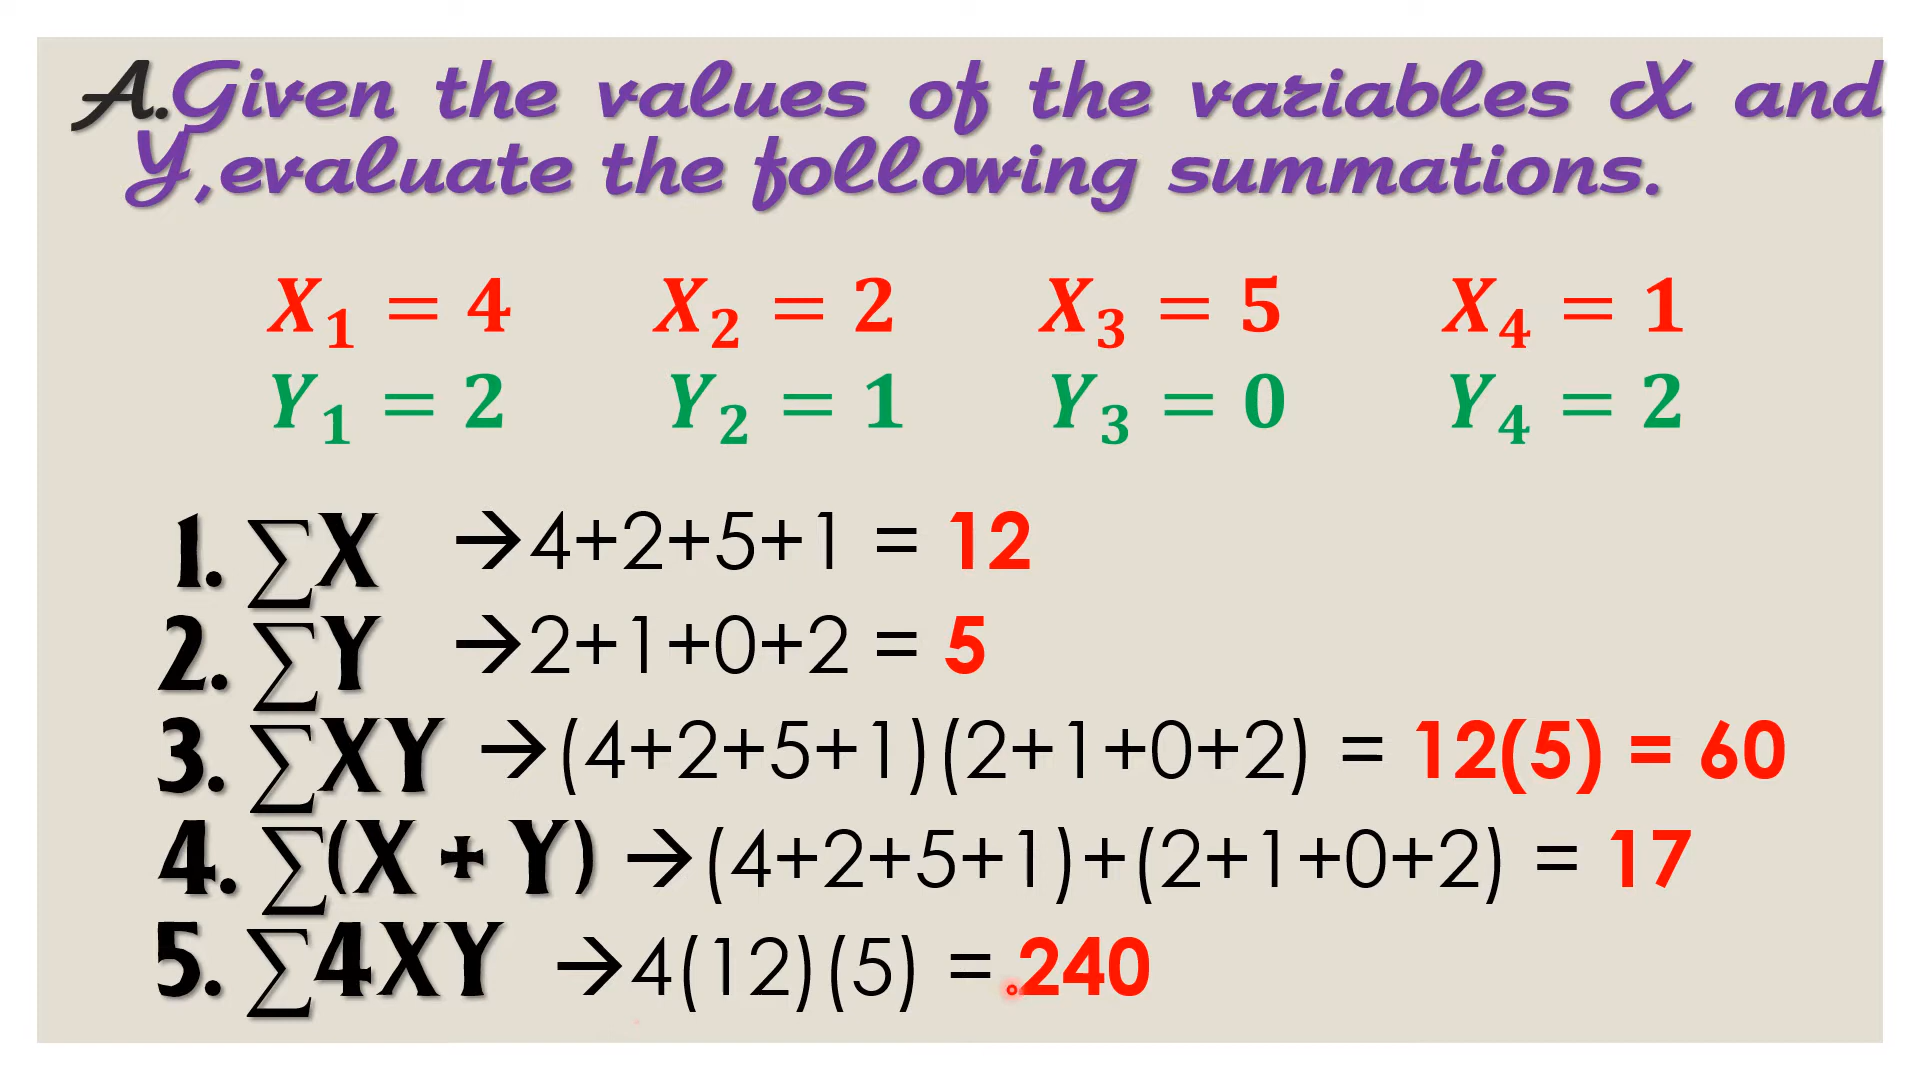 A.Given the values of the variables X and
Y,evaluate the following summations.
X₁ = 4 X₂ = 2 X₃ = 5 X₄ = 1
Y₁ = 2 Y₂ = 1 Y₃ = 0 Y₄ = 2
1. ∑X →4+2+5+1 = 12
2. ∑Y →2+1+0+2 = 5
3. ∑XY →(4+2+5+1)(2+1+0+2) = 12(5) = 60
4. ∑(X + Y) →(4+2+5+1)+(2+1+0+2) = 17
5. ∑4XY →4(12)(5) = 240